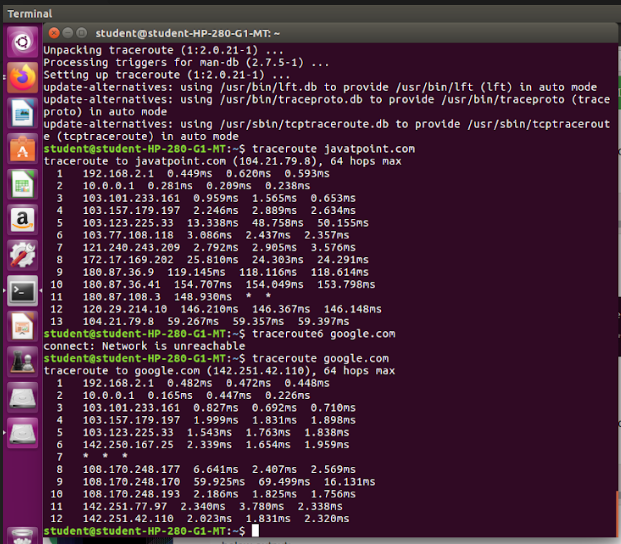 Terminal
student@student-HP-280-G1-MT: ~
Unpacking traceroute (1:2.0.21-1) ...
Processing triggers for man-db (2.7.5-1) ...
Setting up traceroute (1:2.0.21-1) ...
update-alternatives: using /usr/bin/lft.db to provide /usr/bin/lft (lft) in auto mode
update-alternatives: using /usr/bin/traceproto.db to provide /usr/bin/traceproto (trace
proto) in auto mode
update-alternatives: using /usr/sbin/tcptraceroute.db to provide /usr/sbin/tcptracerout
e (tcptraceroute) in auto mode
student@student-HP-280-G1-MT:~$ traceroute javatpoint.com
traceroute to javatpoint.com (104.21.79.8), 64 hops max
1 192.168.2.1 0.449ms 0.620ms 0.593ms
2 10.0.0.1 0.281ms 0.209ms 0.238ms
3 103.101.233.161 0.959ms 1.565ms 0.653ms
4 103.157.179.197 2.246ms 2.889ms 2.634ms
5 103.123.225.33 13.338ms 48.758ms 50.155ms
6 103.77.108.118 3.086ms 2.437ms 2.357ms
7 121.240.243.209 2.792ms 2.905ms 3.576ms
8 172.17.169.202 25.810ms 24.303ms 24.291ms
9 180.87.36.9 119.145ms 118.116ms 118.614ms
10 180.87.36.41 154.707ms 154.049ms 153.798ms
11 180.87.108.3 148.930ms * *
12 120.29.214.10 146.210ms 146.367ms 146.148ms
13 104.21.79.8 59.267ms 59.357ms 59.397ms
student@student-HP-280-G1-MT:~$ traceroute6 google.com
connect: Network is unreachable
student@student-HP-280-G1-MT:~$ traceroute google.com
traceroute to google.com (142.251.42.110), 64 hops max
1 192.168.2.1 0.482ms 0.472ms 0.448ms
2 10.0.0.1 0.165ms 0.447ms 0.226ms
3 103.101.233.161 0.827ms 0.692ms 0.710ms
4 103.157.179.197 1.999ms 1.831ms 1.898ms
5 103.123.225.33 1.543ms 1.763ms 1.838ms
6 142.250.167.25 2.339ms 1.654ms 1.959ms
7 * * *
8 108.170.248.177 6.641ms 2.407ms 2.569ms
9 108.170.248.170 59.925ms 69.499ms 16.131ms
10 108.170.248.193 2.186ms 1.825ms 1.756ms
11 142.251.77.97 2.340ms 3.780ms 2.338ms
12 142.251.42.110 2.023ms 1.831ms 2.320ms
student@student-HP-280-G1-MT:~$